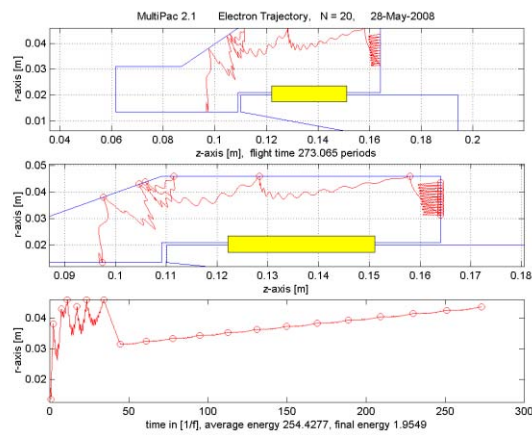 MultiPac 2.1 Electron Trajectory, N = 20, 28-May-2008
r-axis [m]
0.04
0.03
0.02
0.01
0.04 0.06 0.08 0.1 0.12 0.14 0.16 0.18 0.2
z-axis [m], flight time 273.065 periods
r-axis [m]
0.05
0.04
0.03
0.02
0.09 0.1 0.11 0.12 0.13 0.14 0.15 0.16 0.17 0.18
z-axis [m]
r-axis [m]
0.04
0.03
0.02
0 50 100 150 200 250 300
time in [1/f], average energy 254.4277, final energy 1.9549